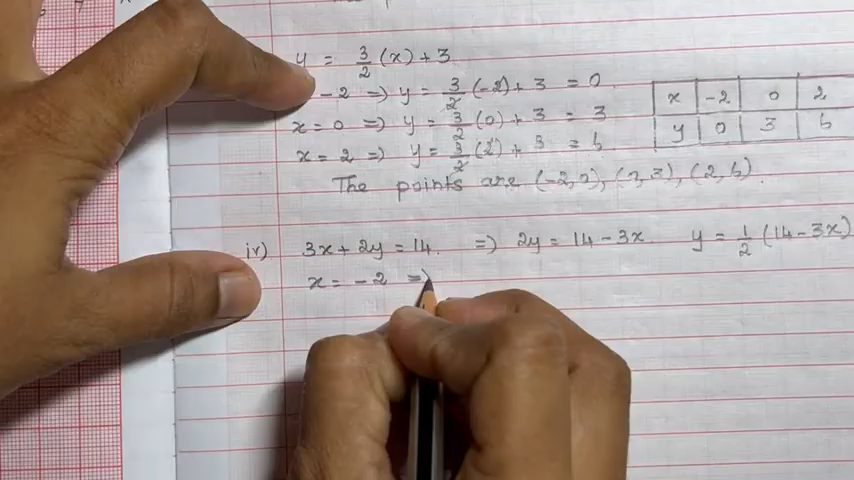 y = 3/2 (x) + 3
-2 => y = 3/2 (-2) + 3 = 0
x = 0 => y = 3/2 (0) + 3 = 3
x = 2 => y = 3/2 (2) + 3 = 6
x -2 0 2
y 0 3 6
The points are (-2,0), (0,3), (2,6).
iv) 3x + 2y = 14. => 2y = 14 - 3x. y = 1/2 (14 - 3x)
x = -2 =>